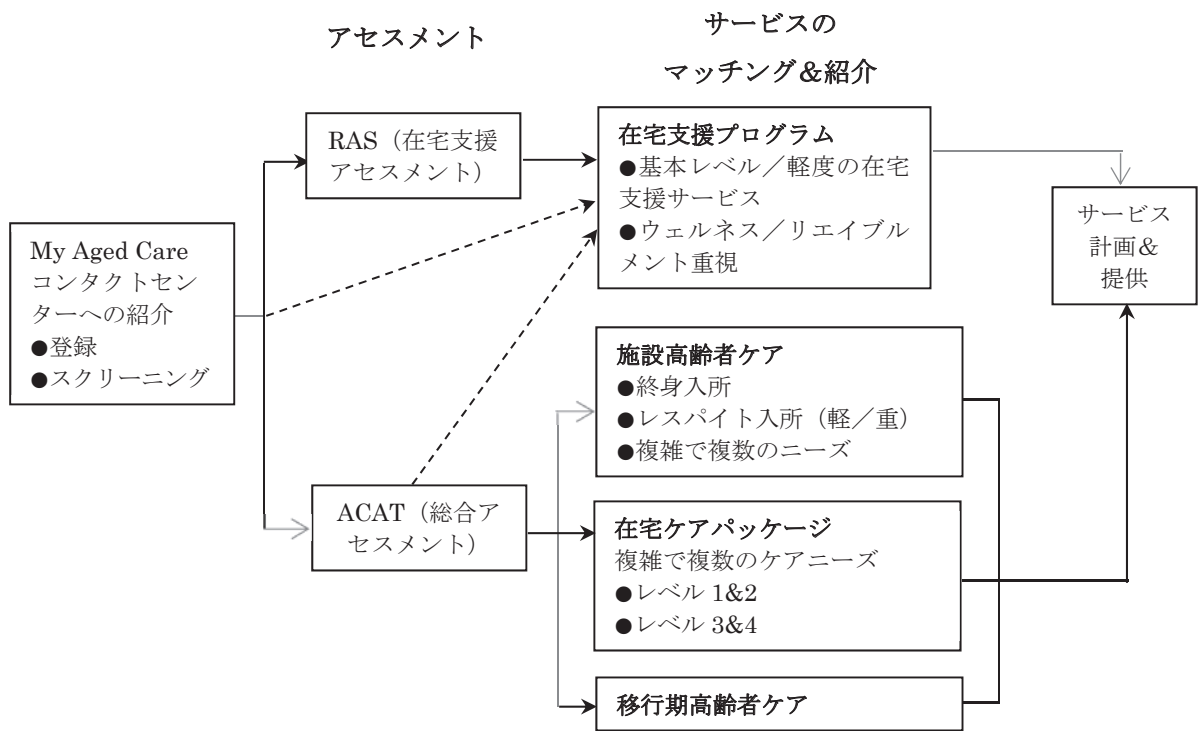 アセスメント
サービスの
マッチング＆紹介
My Aged Care
コンタクトセン
ターへの紹介
●登録
●スクリーニング
RAS（在宅支援
アセスメント）
ACAT（総合ア
セスメント）
在宅支援プログラム
●基本レベル／軽度の在宅
支援サービス
●ウェルネス／リエイブル
メント重視
施設高齢者ケア
●終身入所
●レスパイト入所（軽／重）
●複雑で複数のニーズ
在宅ケアパッケージ
複雑で複数のケアニーズ
●レベル 1&2
●レベル 3&4
移行期高齢者ケア
サービス
計画＆
提供